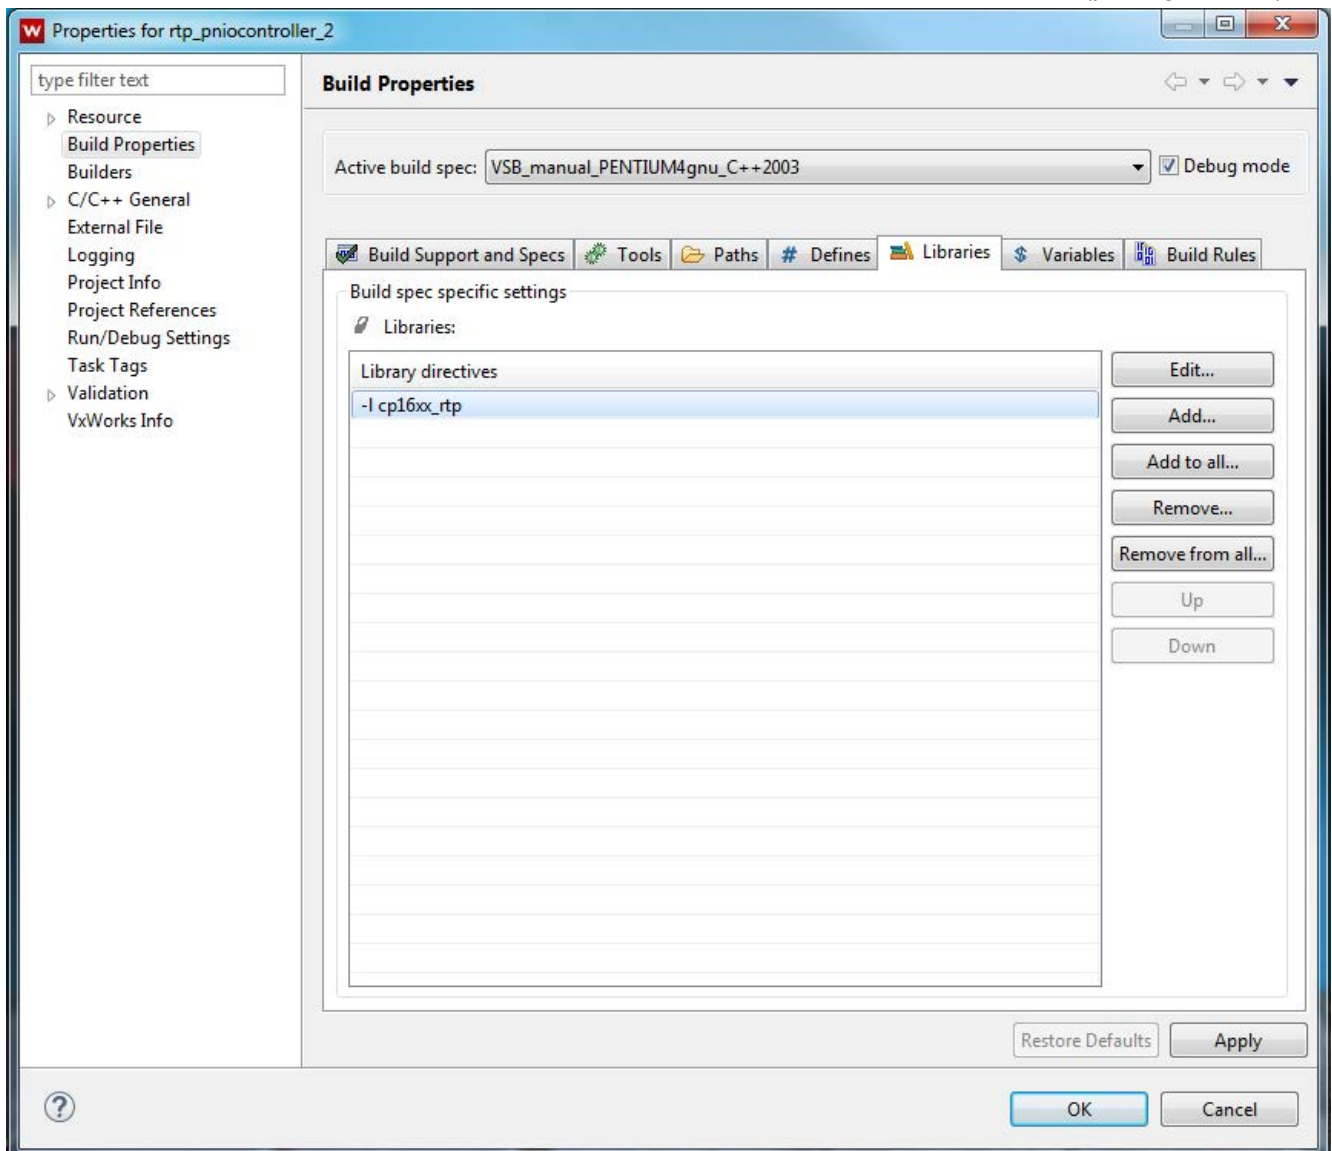 Properties for rtp_pniocontroller_2
type filter text
Resource
Build Properties
Builders
C/C++ General
External File
Logging
Project Info
Project References
Run/Debug Settings
Task Tags
Validation
VxWorks Info
Build Properties
Active build spec: VSB_manual_PENTIUM4gnu_C++2003 Debug mode
Build Support and Specs Tools Paths # Defines Libraries $ Variables Build Rules
Build spec specific settings
Libraries:
Library directives
-l cp16xx_rtp
Edit...
Add...
Add to all...
Remove...
Remove from all...
Up
Down
Restore Defaults Apply
? OK Cancel